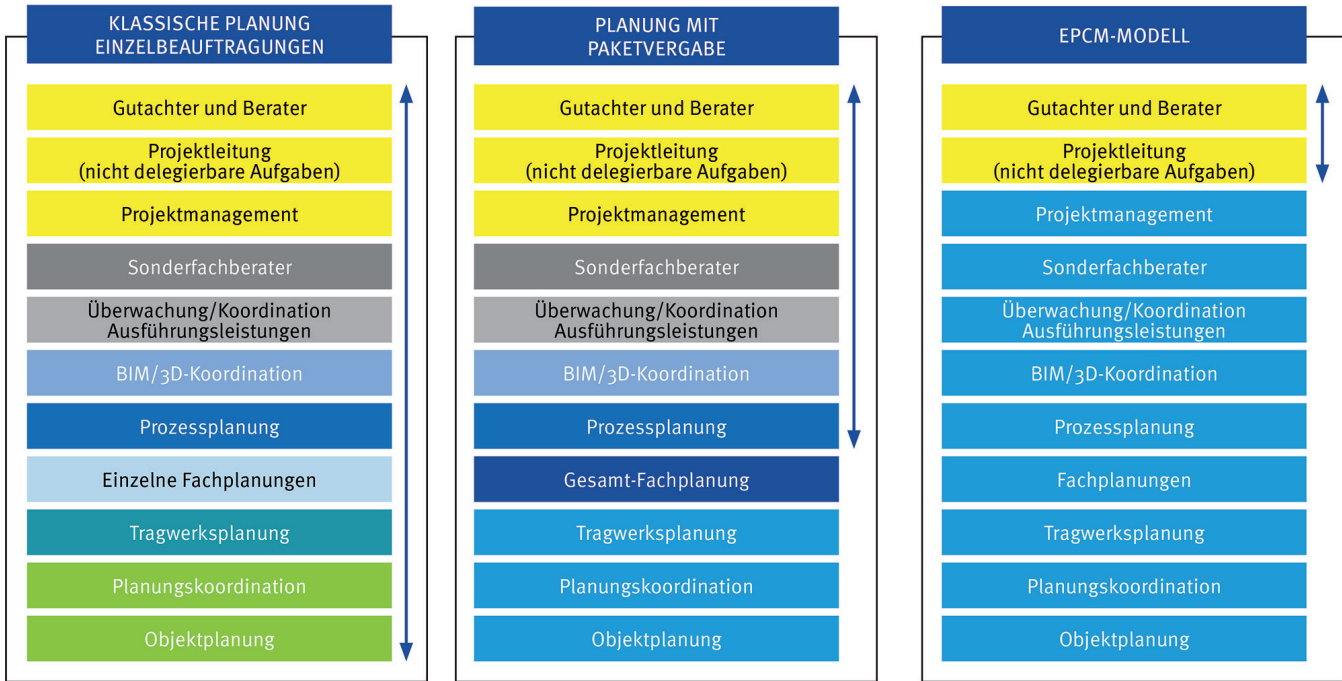 KLASSISCHE PLANUNG
EINZELBEAUFTRAGUNGEN
Gutachter und Berater
Projektleitung
(nicht delegierbare Aufgaben)
Projektmanagement
Sonderfachberater
Überwachung/Koordination
Ausführungsleistungen
BIM/3D-Koordination
Prozessplanung
Einzelne Fachplanungen
Tragwerksplanung
Planungskoordination
Objektplanung
PLANUNG MIT
PAKETVERGABE
Gutachter und Berater
Projektleitung
(nicht delegierbare Aufgaben)
Projektmanagement
Sonderfachberater
Überwachung/Koordination
Ausführungsleistungen
BIM/3D-Koordination
Prozessplanung
Gesamt-Fachplanung
Tragwerksplanung
Planungskoordination
Objektplanung
EPCM-MODELL
Gutachter und Berater
Projektleitung
(nicht delegierbare Aufgaben)
Projektmanagement
Sonderfachberater
Überwachung/Koordination
Ausführungsleistungen
BIM/3D-Koordination
Prozessplanung
Fachplanungen
Tragwerksplanung
Planungskoordination
Objektplanung